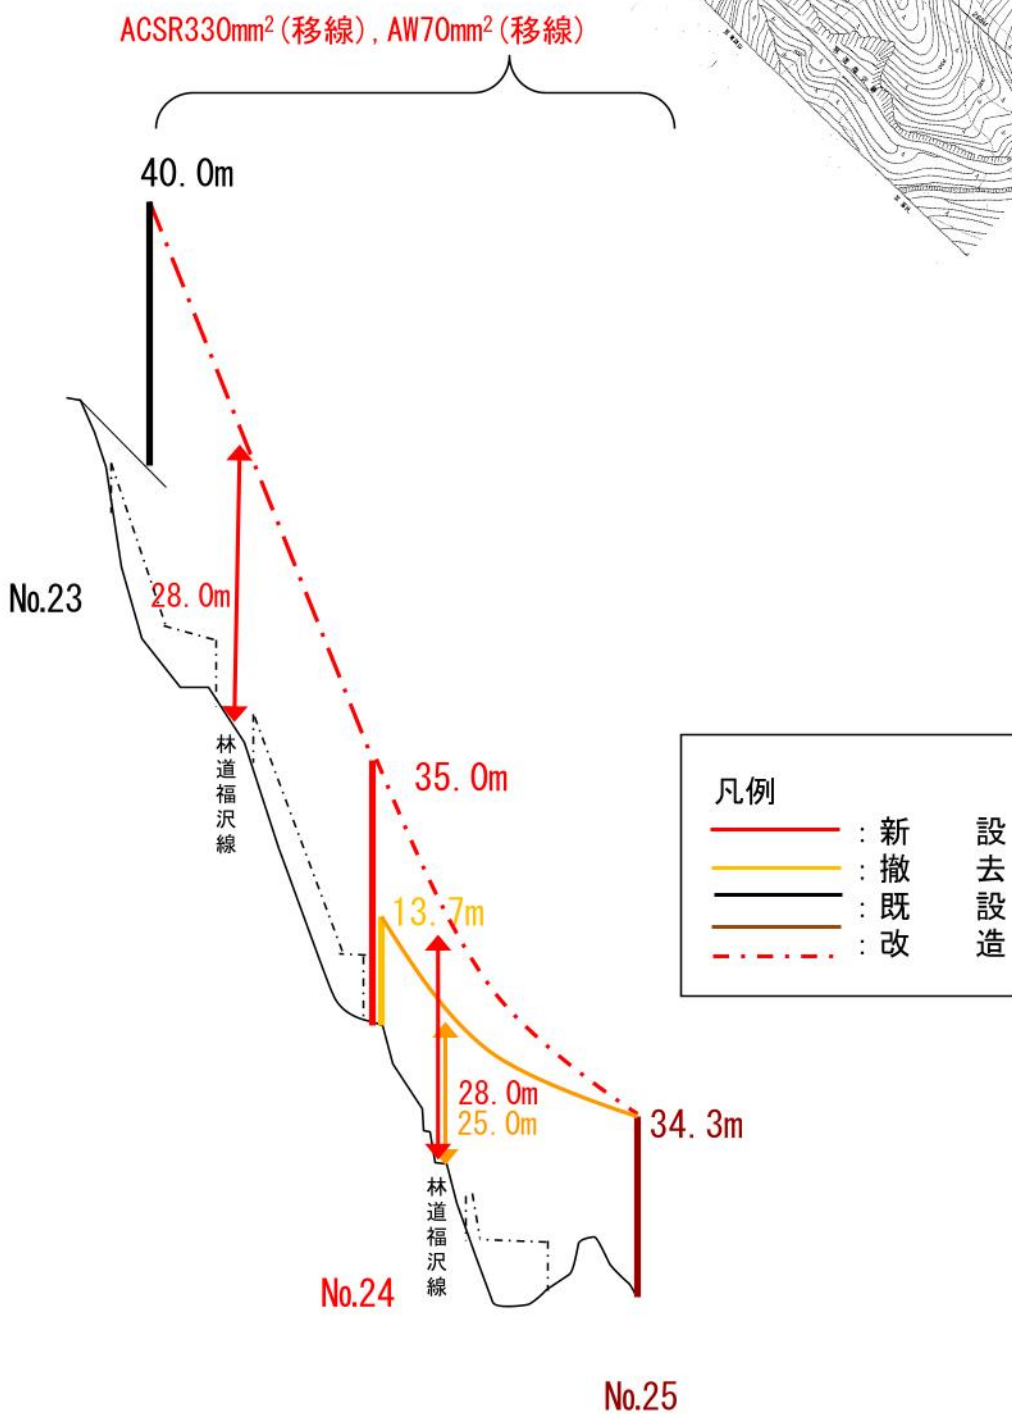 ACSR330mm²(移線), AW70mm²(移線)
40.0m
No.23
28.0m
林道福沢線
35.0m
13.7m
凡例
：新 設
：撤 去
：既 設
：改 造
28.0m
25.0m
34.3m
林道福沢線
No.24
No.25